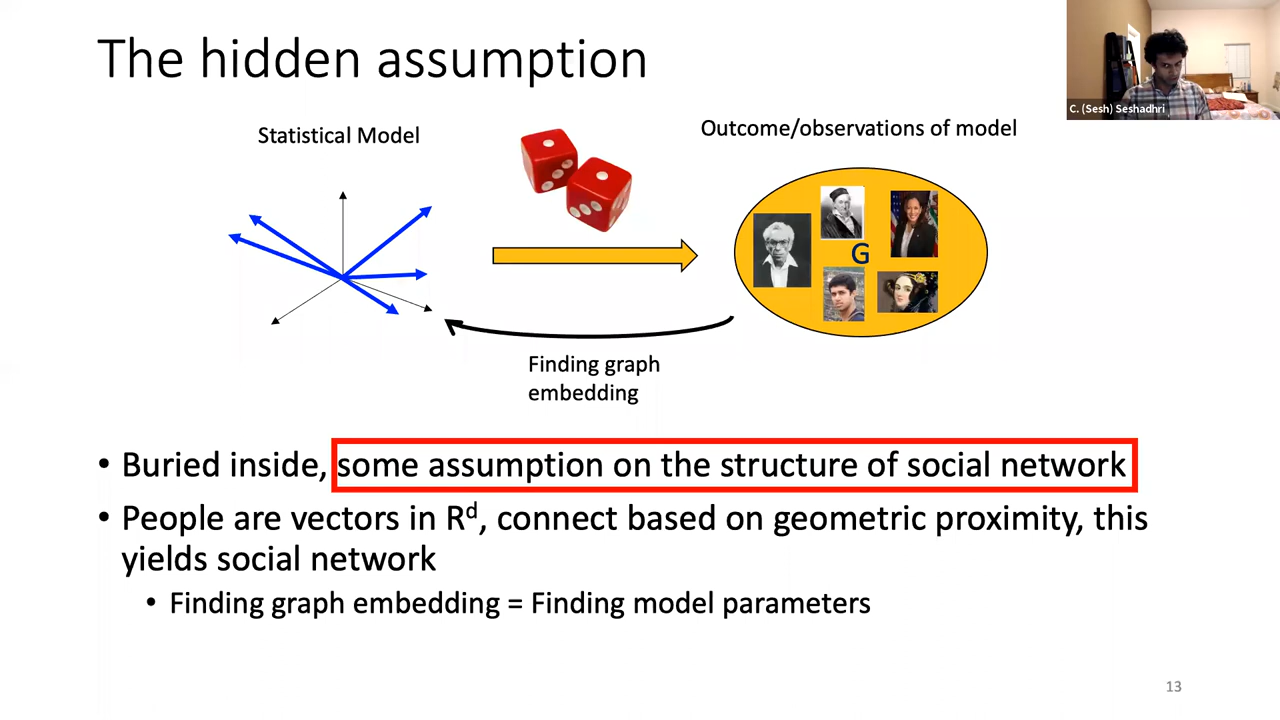 The hidden assumption
C. (Sesh) Seshadhri
Statistical Model
Outcome/observations of model
G
Finding graph
embedding
• Buried inside, some assumption on the structure of social network
• People are vectors in Rᵈ, connect based on geometric proximity, this
yields social network
• Finding graph embedding = Finding model parameters
13